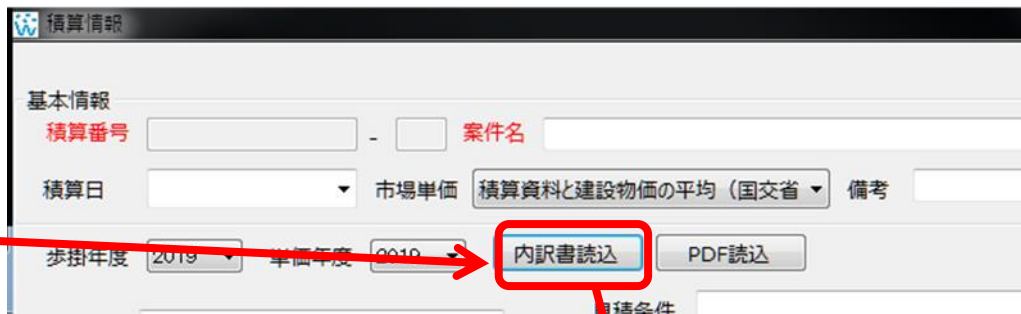 積算情報
基本情報
積算番号 - 案件名
積算日 市場単価 積算資料と建設物価の平均（国交省 備考
歩掛年度 2019 単価年度 2019 内訳書読込 PDF読込
見積条件